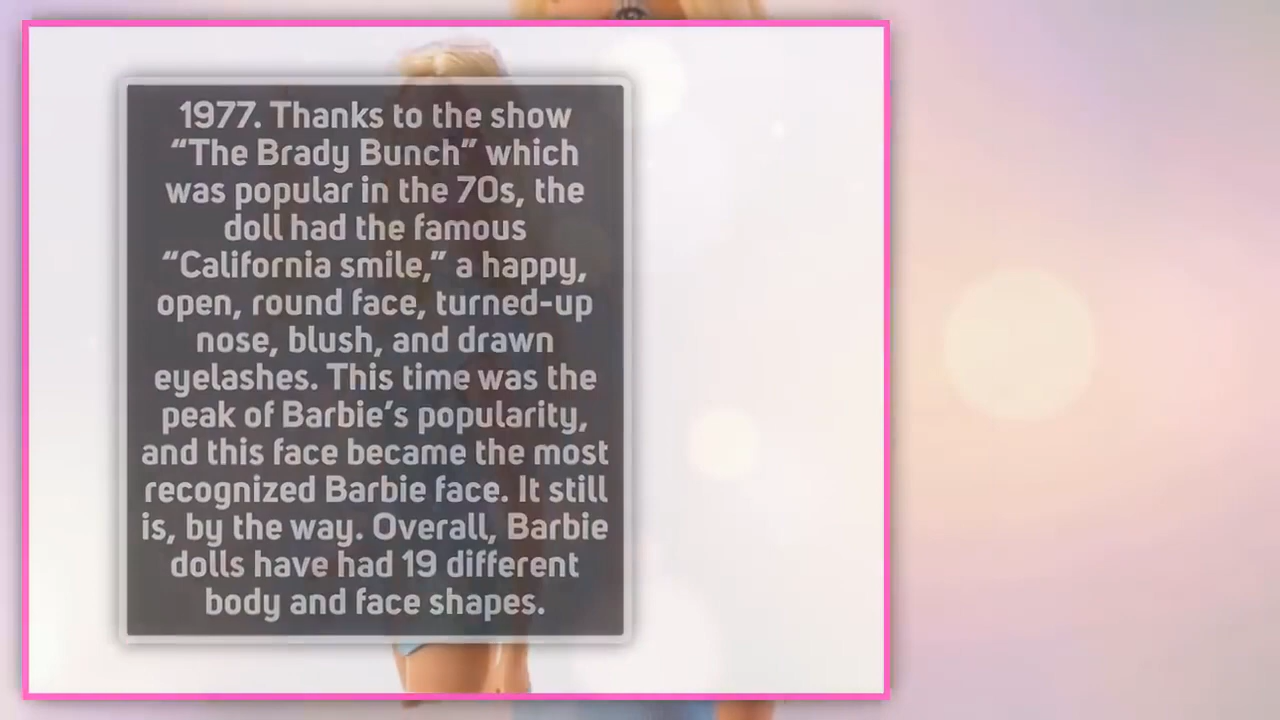 1977. Thanks to the show
“The Brady Bunch” which
was popular in the 70s, the
doll had the famous
“California smile,” a happy,
open, round face, turned-up
nose, blush, and drawn
eyelashes. This time was the
peak of Barbie’s popularity,
and this face became the most
recognized Barbie face. It still
is, by the way. Overall, Barbie
dolls have had 19 different
body and face shapes.